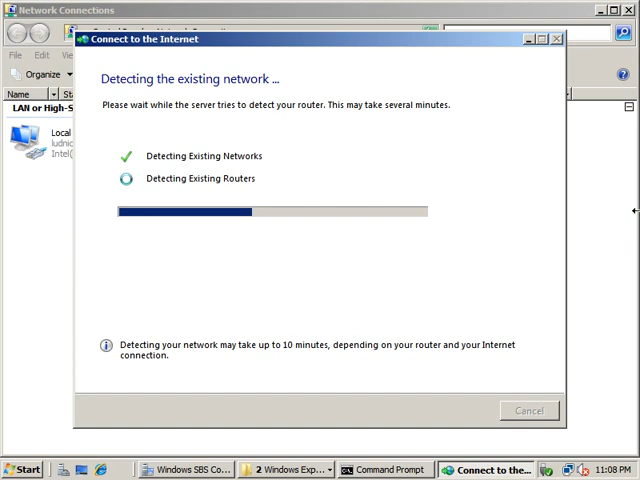 Network Connections
Connect to the Internet
File
Edit
Organize
Name
LAN or High-S
Local
ludnic
Intel(
Detecting the existing network ...
Please wait while the server tries to detect your router. This may take several minutes.
Detecting Existing Networks
Detecting Existing Routers
Detecting your network may take up to 10 minutes, depending on your router and your Internet
connection.
Cancel
Start
Windows SBS Co...
2 Windows Exp...
Command Prompt
Connect to the...
11:08 PM